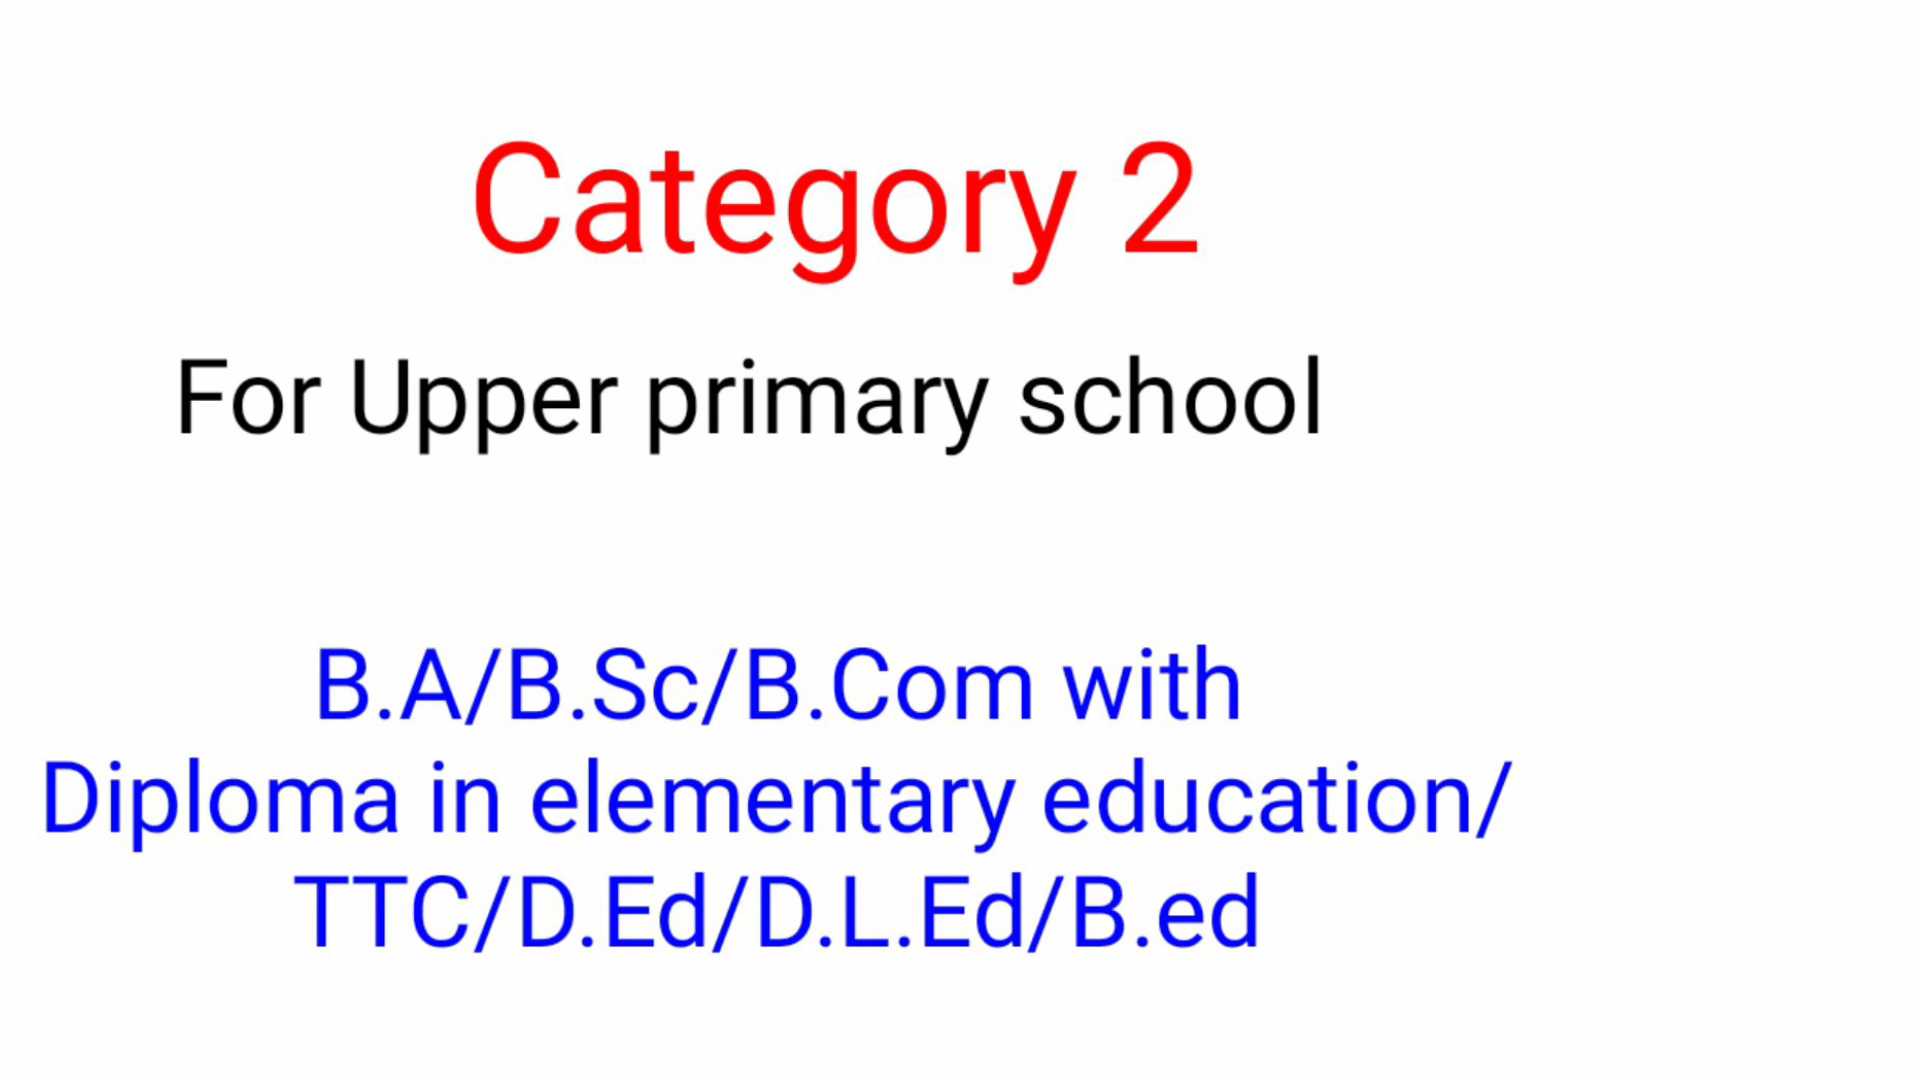 Category 2
For Upper primary school
B.A/B.Sc/B.Com with
Diploma in elementary education/
TTC/D.Ed/D.L.Ed/B.ed